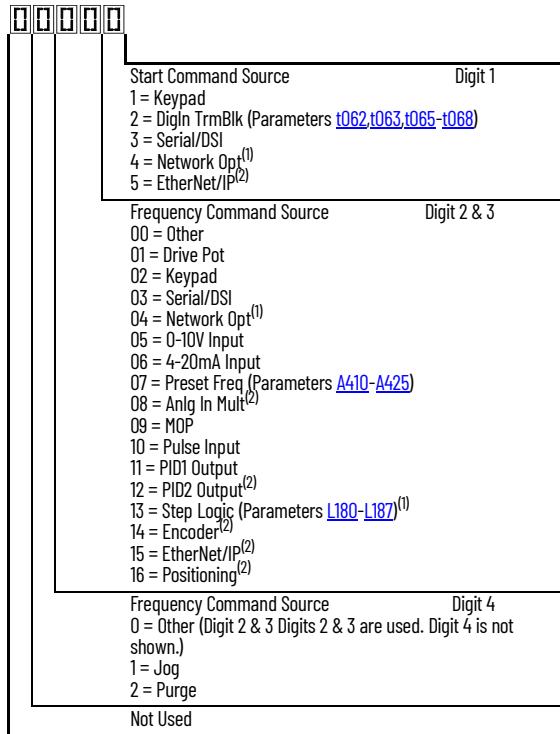 00000
Start Command Source Digit 1
1 = Keypad
2 = DigIn TrmBlk (Parameters t062,t063,t065-t068)
3 = Serial/DSI
4 = Network Opt(1)
5 = EtherNet/IP(2)
Frequency Command Source Digit 2 & 3
00 = Other
01 = Drive Pot
02 = Keypad
03 = Serial/DSI
04 = Network Opt(1)
05 = 0-10V Input
06 = 4-20mA Input
07 = Preset Freq (Parameters A410-A425)
08 = Anlg In Mult(2)
09 = MOP
10 = Pulse Input
11 = PID1 Output
12 = PID2 Output(2)
13 = Step Logic (Parameters L180-L187)(1)
14 = Encoder(2)
15 = EtherNet/IP(2)
16 = Positioning(2)
Frequency Command Source Digit 4
0 = Other (Digit 2 & 3 Digits 2 & 3 are used. Digit 4 is not
shown.)
1 = Jog
2 = Purge
Not Used